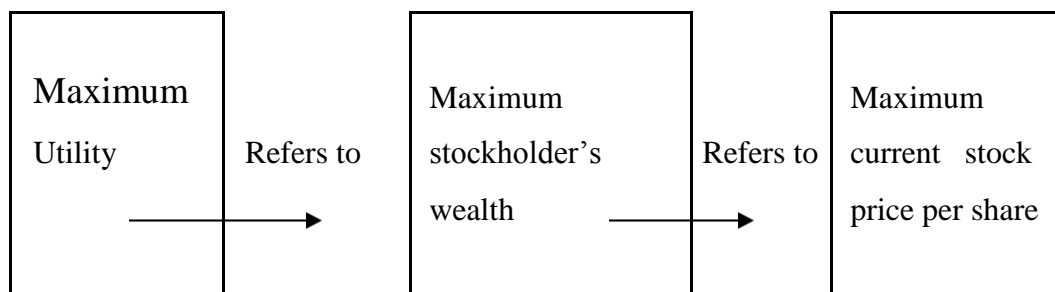 Maximum
Utility
Refers to
Maximum
stockholder’s
wealth
Refers to
Maximum
current stock
price per share